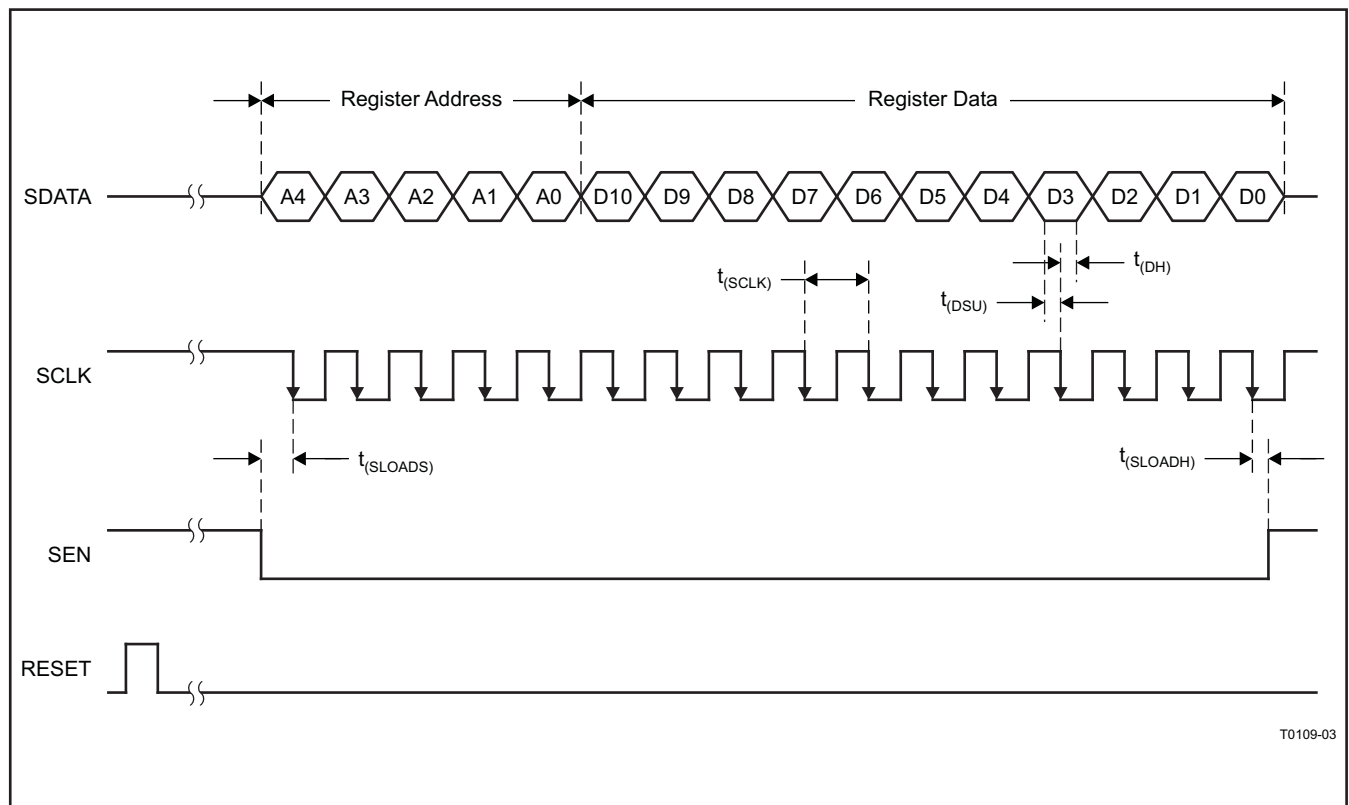 Register Address
Register Data
SDATA
A4 A3 A2 A1 A0 D10 D9 D8 D7 D6 D5 D4 D3 D2 D1 D0
t(SCLK)
t(DH)
t(DSU)
SCLK
t(SLOADS)
t(SLOADH)
SEN
RESET
T0109-03